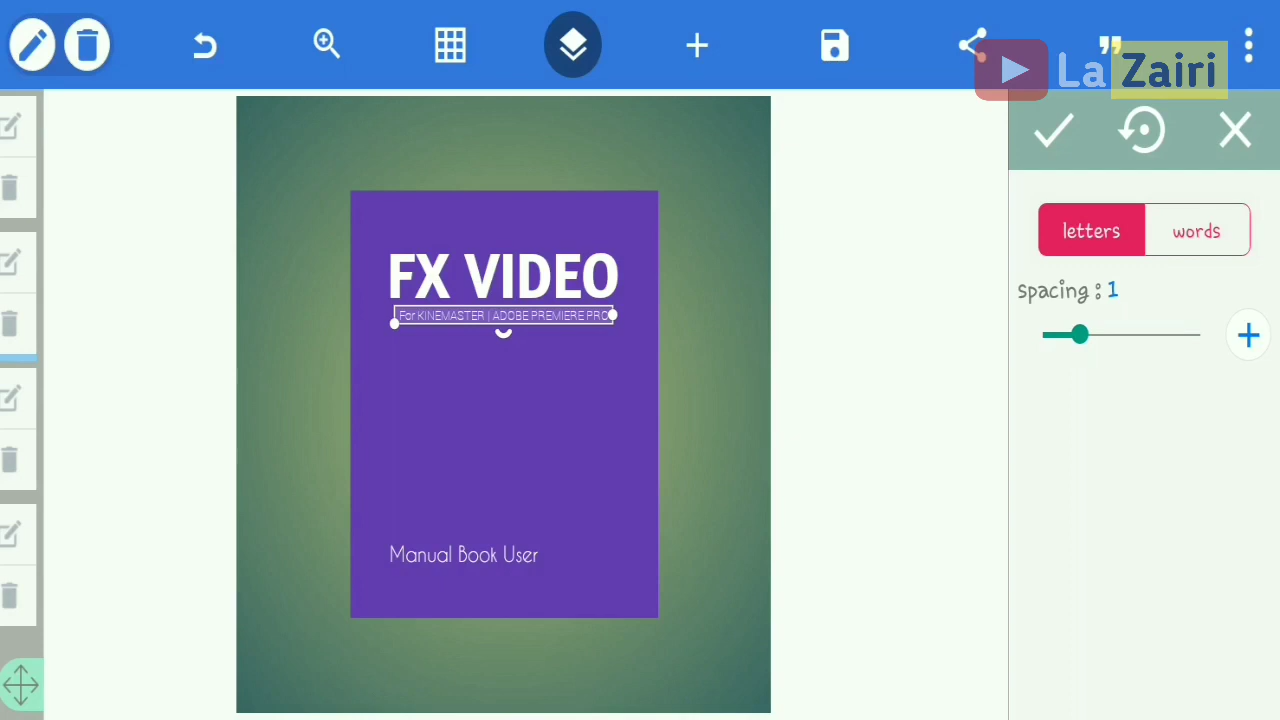 La Zairi
letters words
spacing : 1
FX VIDEO
For KINEMASTER | ADOBE PREMIERE PRO
Manual Book User